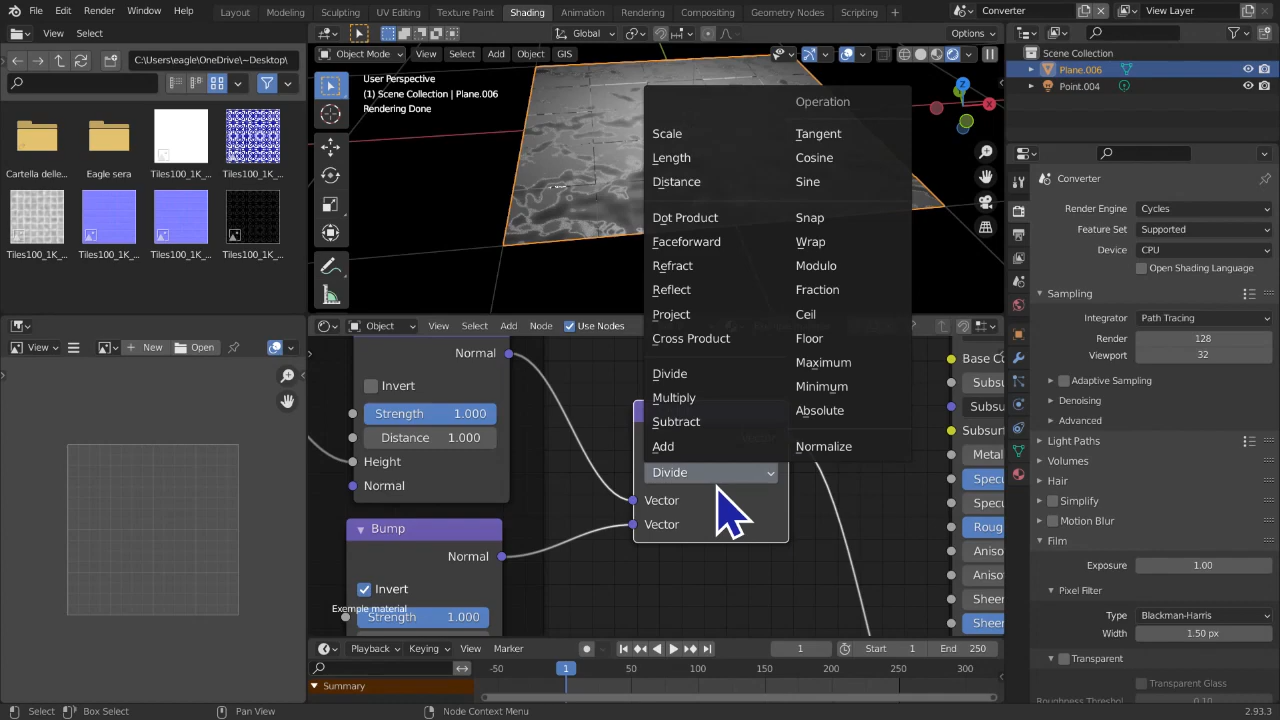 File Edit Render Window Help
Layout Modeling Sculpting UV Editing Texture Paint Shading Animation Rendering Compositing Geometry Nodes Scripting +
Converter
View Layer
View Select
C:\Users\eagle\OneDrive\~Desktop\
Cartella delle... Eagle sera Tiles100_1K_... Tiles100_1K_...
Tiles100_1K_... Tiles100_1K_... Tiles100_1K_... Tiles100_1K_...
Global
Options
Object Mode View Select Add Object GIS
User Perspective
(1) Scene Collection | Plane.006
Rendering Done
Z
X
Operation
Scale
Length
Distance
Dot Product
Faceforward
Refract
Reflect
Project
Cross Product
Divide
Multiply
Subtract
Add
Tangent
Cosine
Sine
Snap
Wrap
Modulo
Fraction
Ceil
Floor
Maximum
Minimum
Absolute
Normalize
Divide
Vector
Vector
View New Open
Object View Select Add Node Use Nodes
Normal
Invert
Strength 1.000
Distance 1.000
Height
Normal
Bump
Normal
Invert
Exemple material
Strength 1.000
Base C
Subsu
Subsu
Subsurf
Metal
Specu
Specu
Roug
Aniso
Aniso
Sheer
Sheer
Playback Keying View Marker
1 Start 1 End 250
-50 1 50 100 150 200 250 300
Summary
Scene Collection
Plane.006
Point.004
Converter
Render Engine Cycles
Feature Set Supported
Device CPU
Open Shading Language
Sampling
Integrator Path Tracing
Render 128
Viewport 32
Adaptive Sampling
Denoising
Advanced
Light Paths
Volumes
Hair
Simplify
Motion Blur
Film
Exposure 1.00
Pixel Filter
Type Blackman-Harris
Width 1.50 px
Transparent
Transparent Glass
Roughness Threshol 0.10
Select Box Select Pan View Node Context Menu 2.93.3